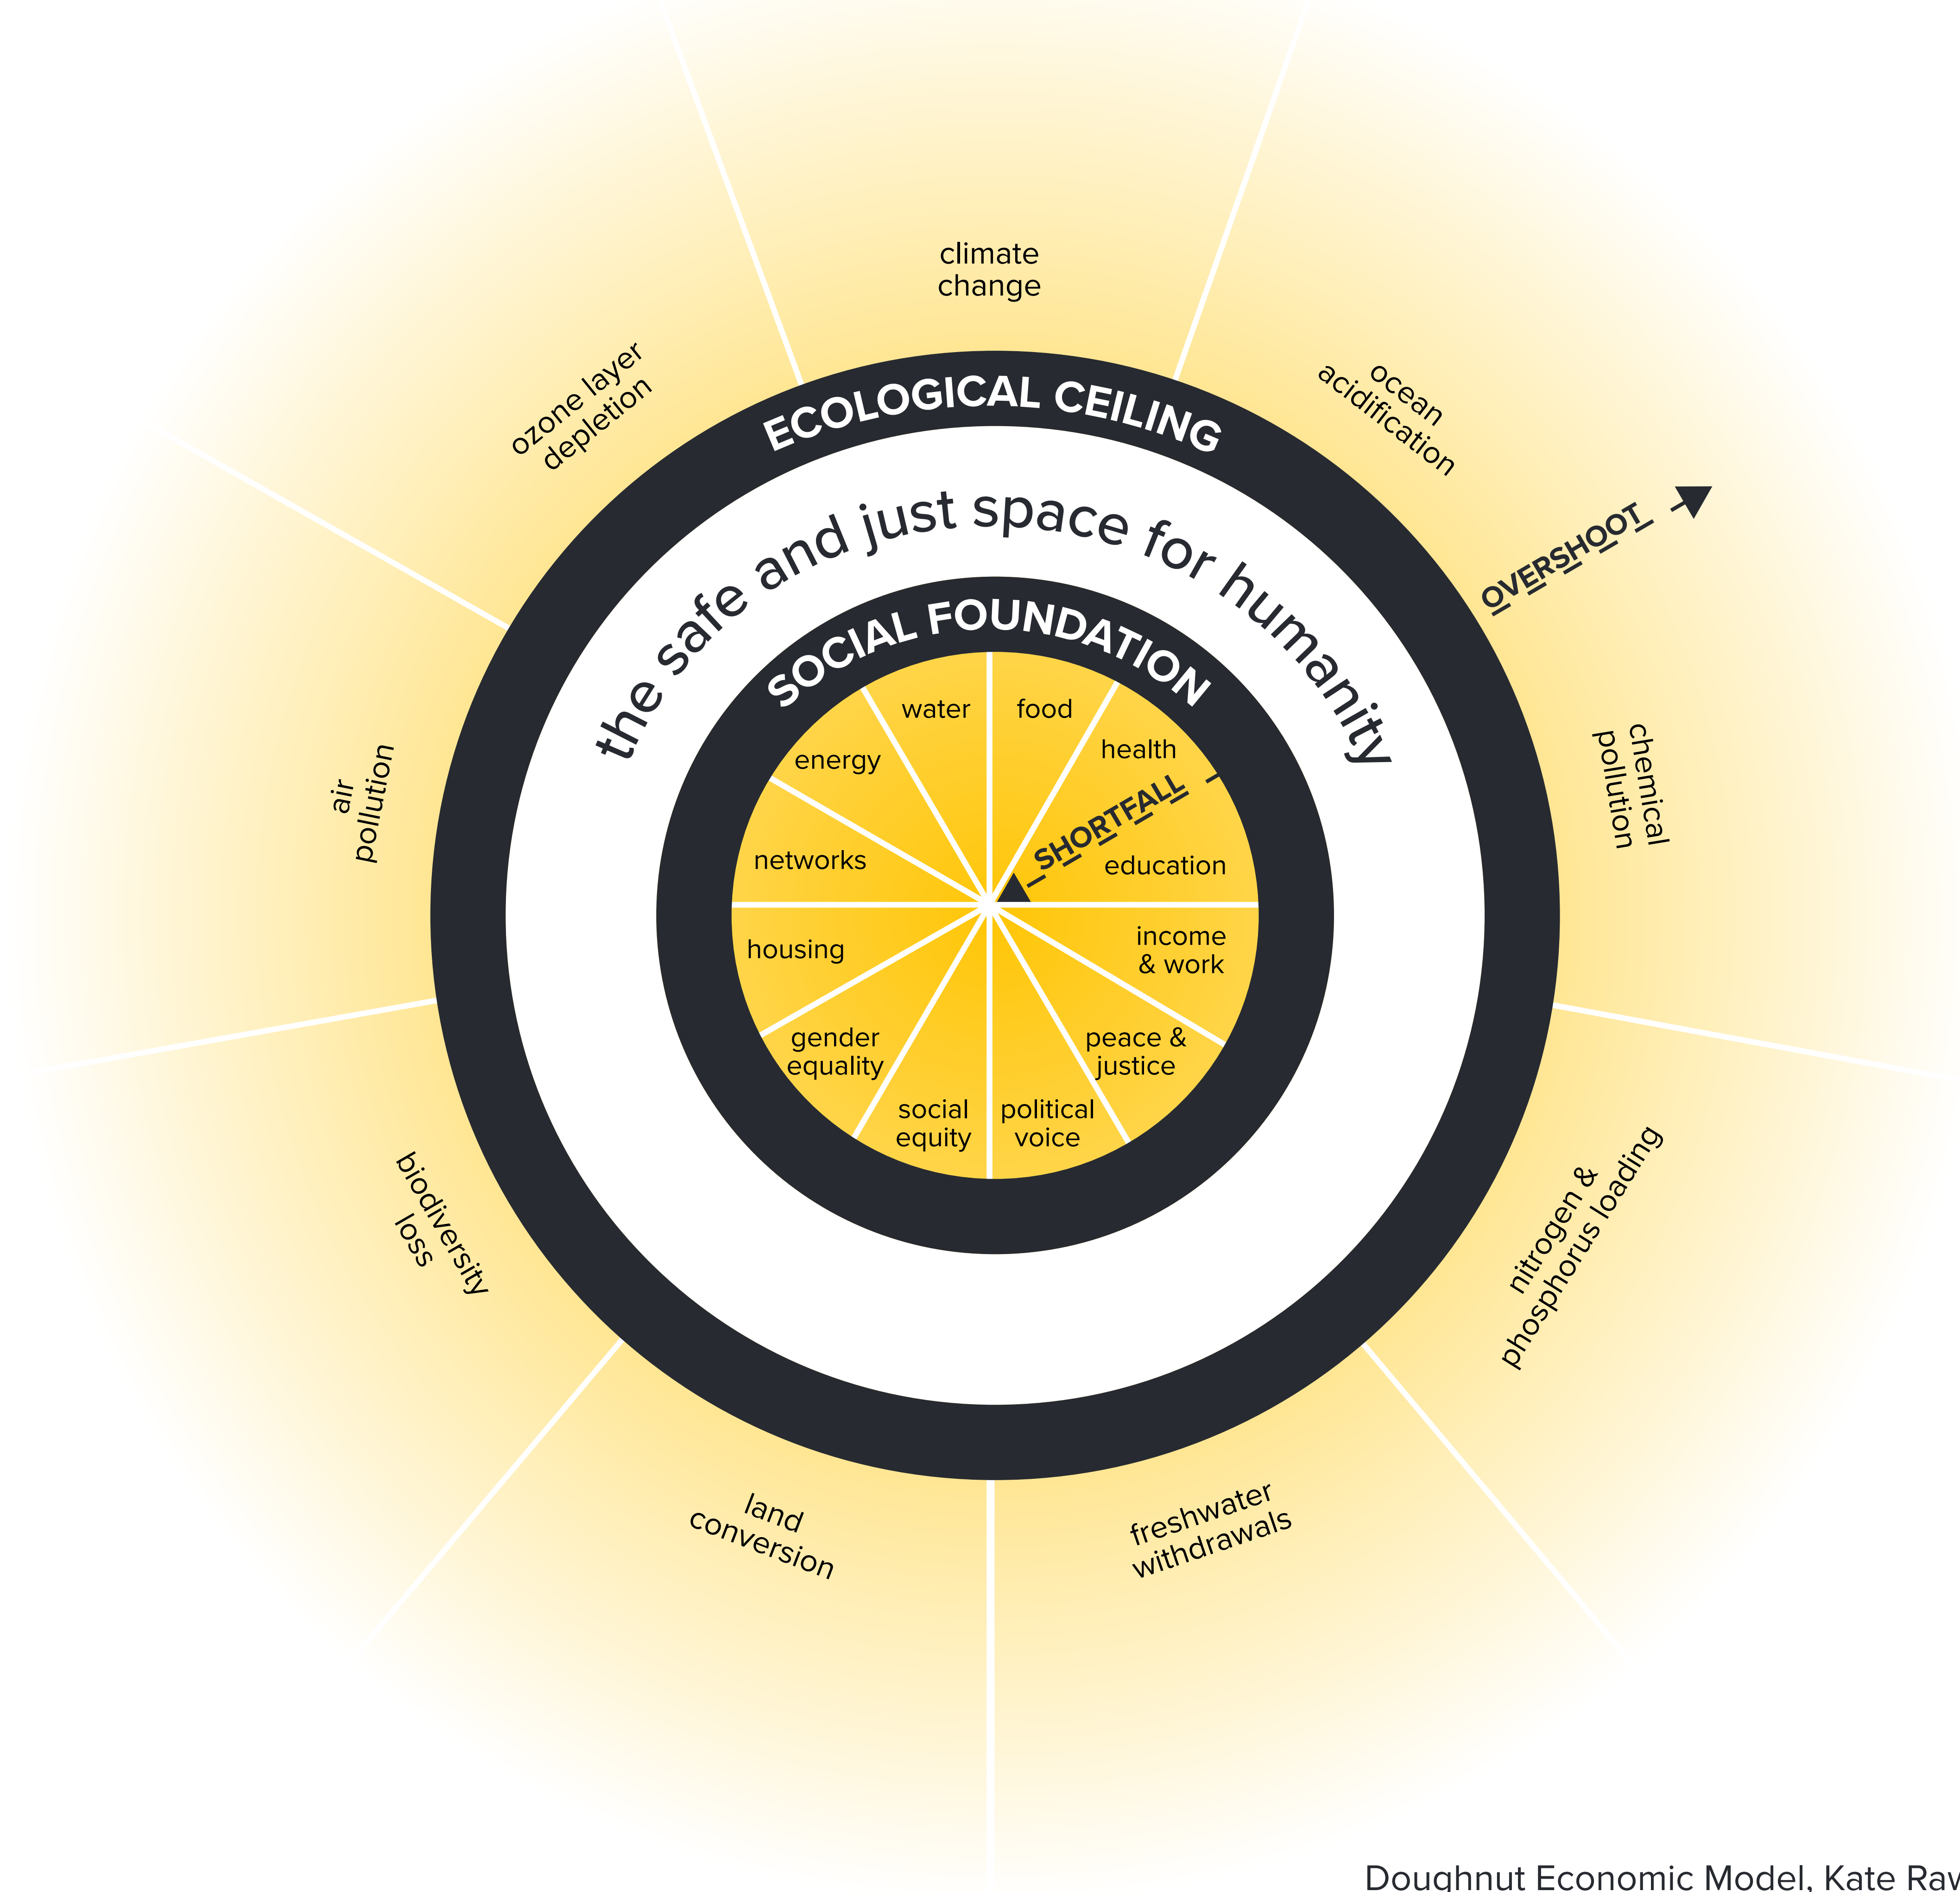 climate
change
ocean
acidification
OVERSHOOT
chemical
pollution
nitrogen &
phosphorus loading
freshwater
withdrawals
land
conversion
biodiversity
loss
air
pollution
ozone layer
depletion
ECOLOGICAL CEILING
the safe and just space for humanity
SOCIAL FOUNDATION
water
food
health
SHORTFALL
education
income
& work
peace &
justice
political
voice
social
equity
gender
equality
housing
networks
energy
Doughnut Economic Model, Kate